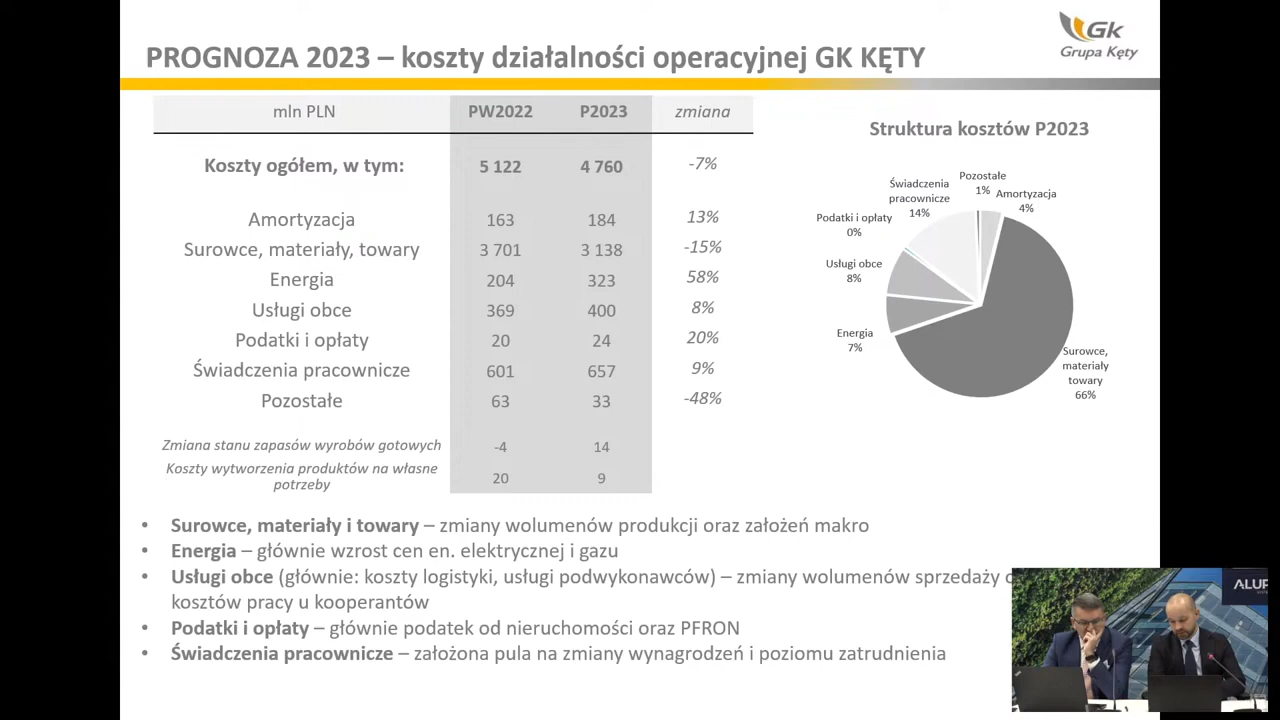 Gk
Grupa Kęty
PROGNOZA 2023 – koszty działalności operacyjnej GK KĘTY
mln PLN PW2022 P2023 zmiana
Koszty ogółem, w tym: 5 122 4 760 -7%
Amortyzacja 163 184 13%
Surowce, materiały, towary 3 701 3 138 -15%
Energia 204 323 58%
Usługi obce 369 400 8%
Podatki i opłaty 20 24 20%
Świadczenia pracownicze 601 657 9%
Pozostałe 63 33 -48%
Zmiana stanu zapasów wyrobów gotowych -4 14
Koszty wytworzenia produktów na własne
potrzeby 20 9
Struktura kosztów P2023
Pozostałe
1%
Amortyzacja
4%
Świadczenia
pracownicze
14%
Podatki i opłaty
0%
Usługi obce
8%
Energia
7%
Surowce,
materiały
towary
66%
• Surowce, materiały i towary – zmiany wolumenów produkcji oraz założeń makro
• Energia – głównie wzrost cen en. elektrycznej i gazu
• Usługi obce (głównie: koszty logistyki, usługi podwykonawców) – zmiany wolumenów sprzedaży
kosztów pracy u kooperantów
• Podatki i opłaty – głównie podatek od nieruchomości oraz PFRON
• Świadczenia pracownicze – założona pula na zmiany wynagrodzeń i poziomu zatrudnienia
ALUP